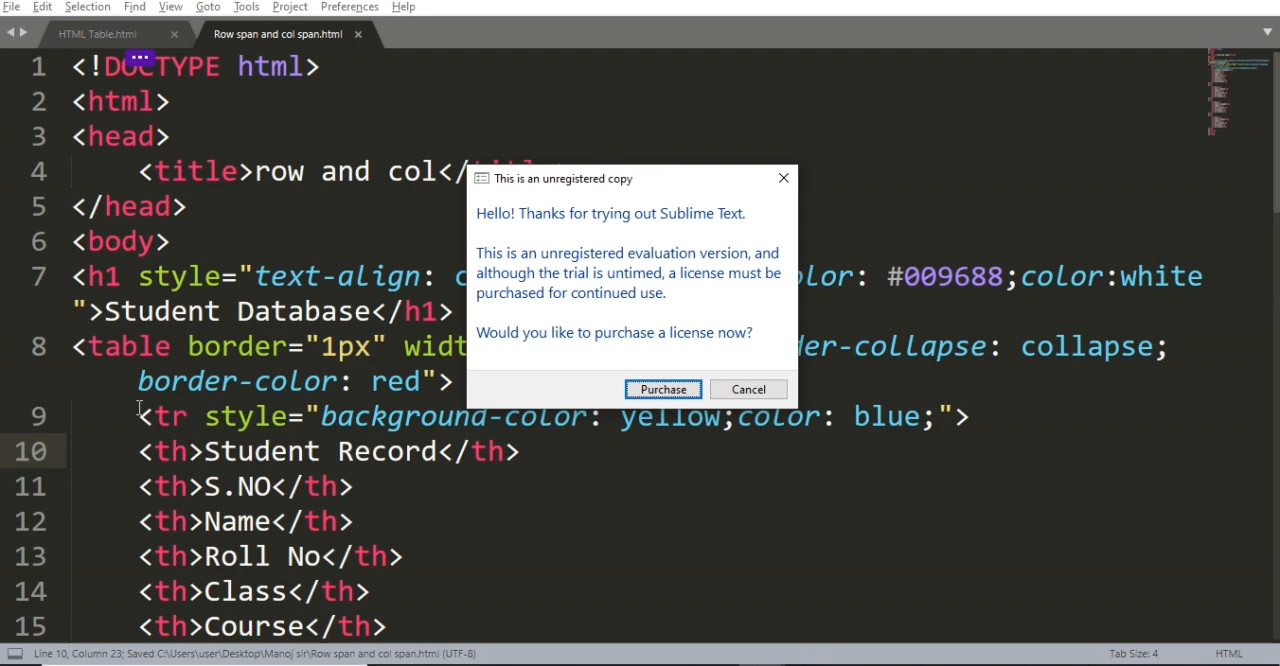 File Edit Selection Find View Goto Tools Project Preferences Help
HTML Table.html × Row span and col span.html ×
1 <!DOCTYPE html>
2 <html>
3 <head>
4 <title>row and col</
This is an unregistered copy
5 </head>
Hello! Thanks for trying out Sublime Text.
6 <body>
This is an unregistered evaluation version, and
although the trial is untimed, a license must be
purchased for continued use.
7 <h1 style="text-align: olor: #009688;color:white
">Student Database</h1>
Would you like to purchase a license now?
8 <table border="1px" widt der-collapse: collapse;
border-color: red">
Purchase Cancel
9 <tr style="background-color: yellow;color: blue;">
10 <th>Student Record</th>
11 <th>S.NO</th>
12 <th>Name</th>
13 <th>Roll No</th>
14 <th>Class</th>
15 <th>Course</th>
Line 10, Column 23; Saved C:\Users\user\Desktop\Manoj sir\Row span and col span.html (UTF-8) Tab Size: 4 HTML